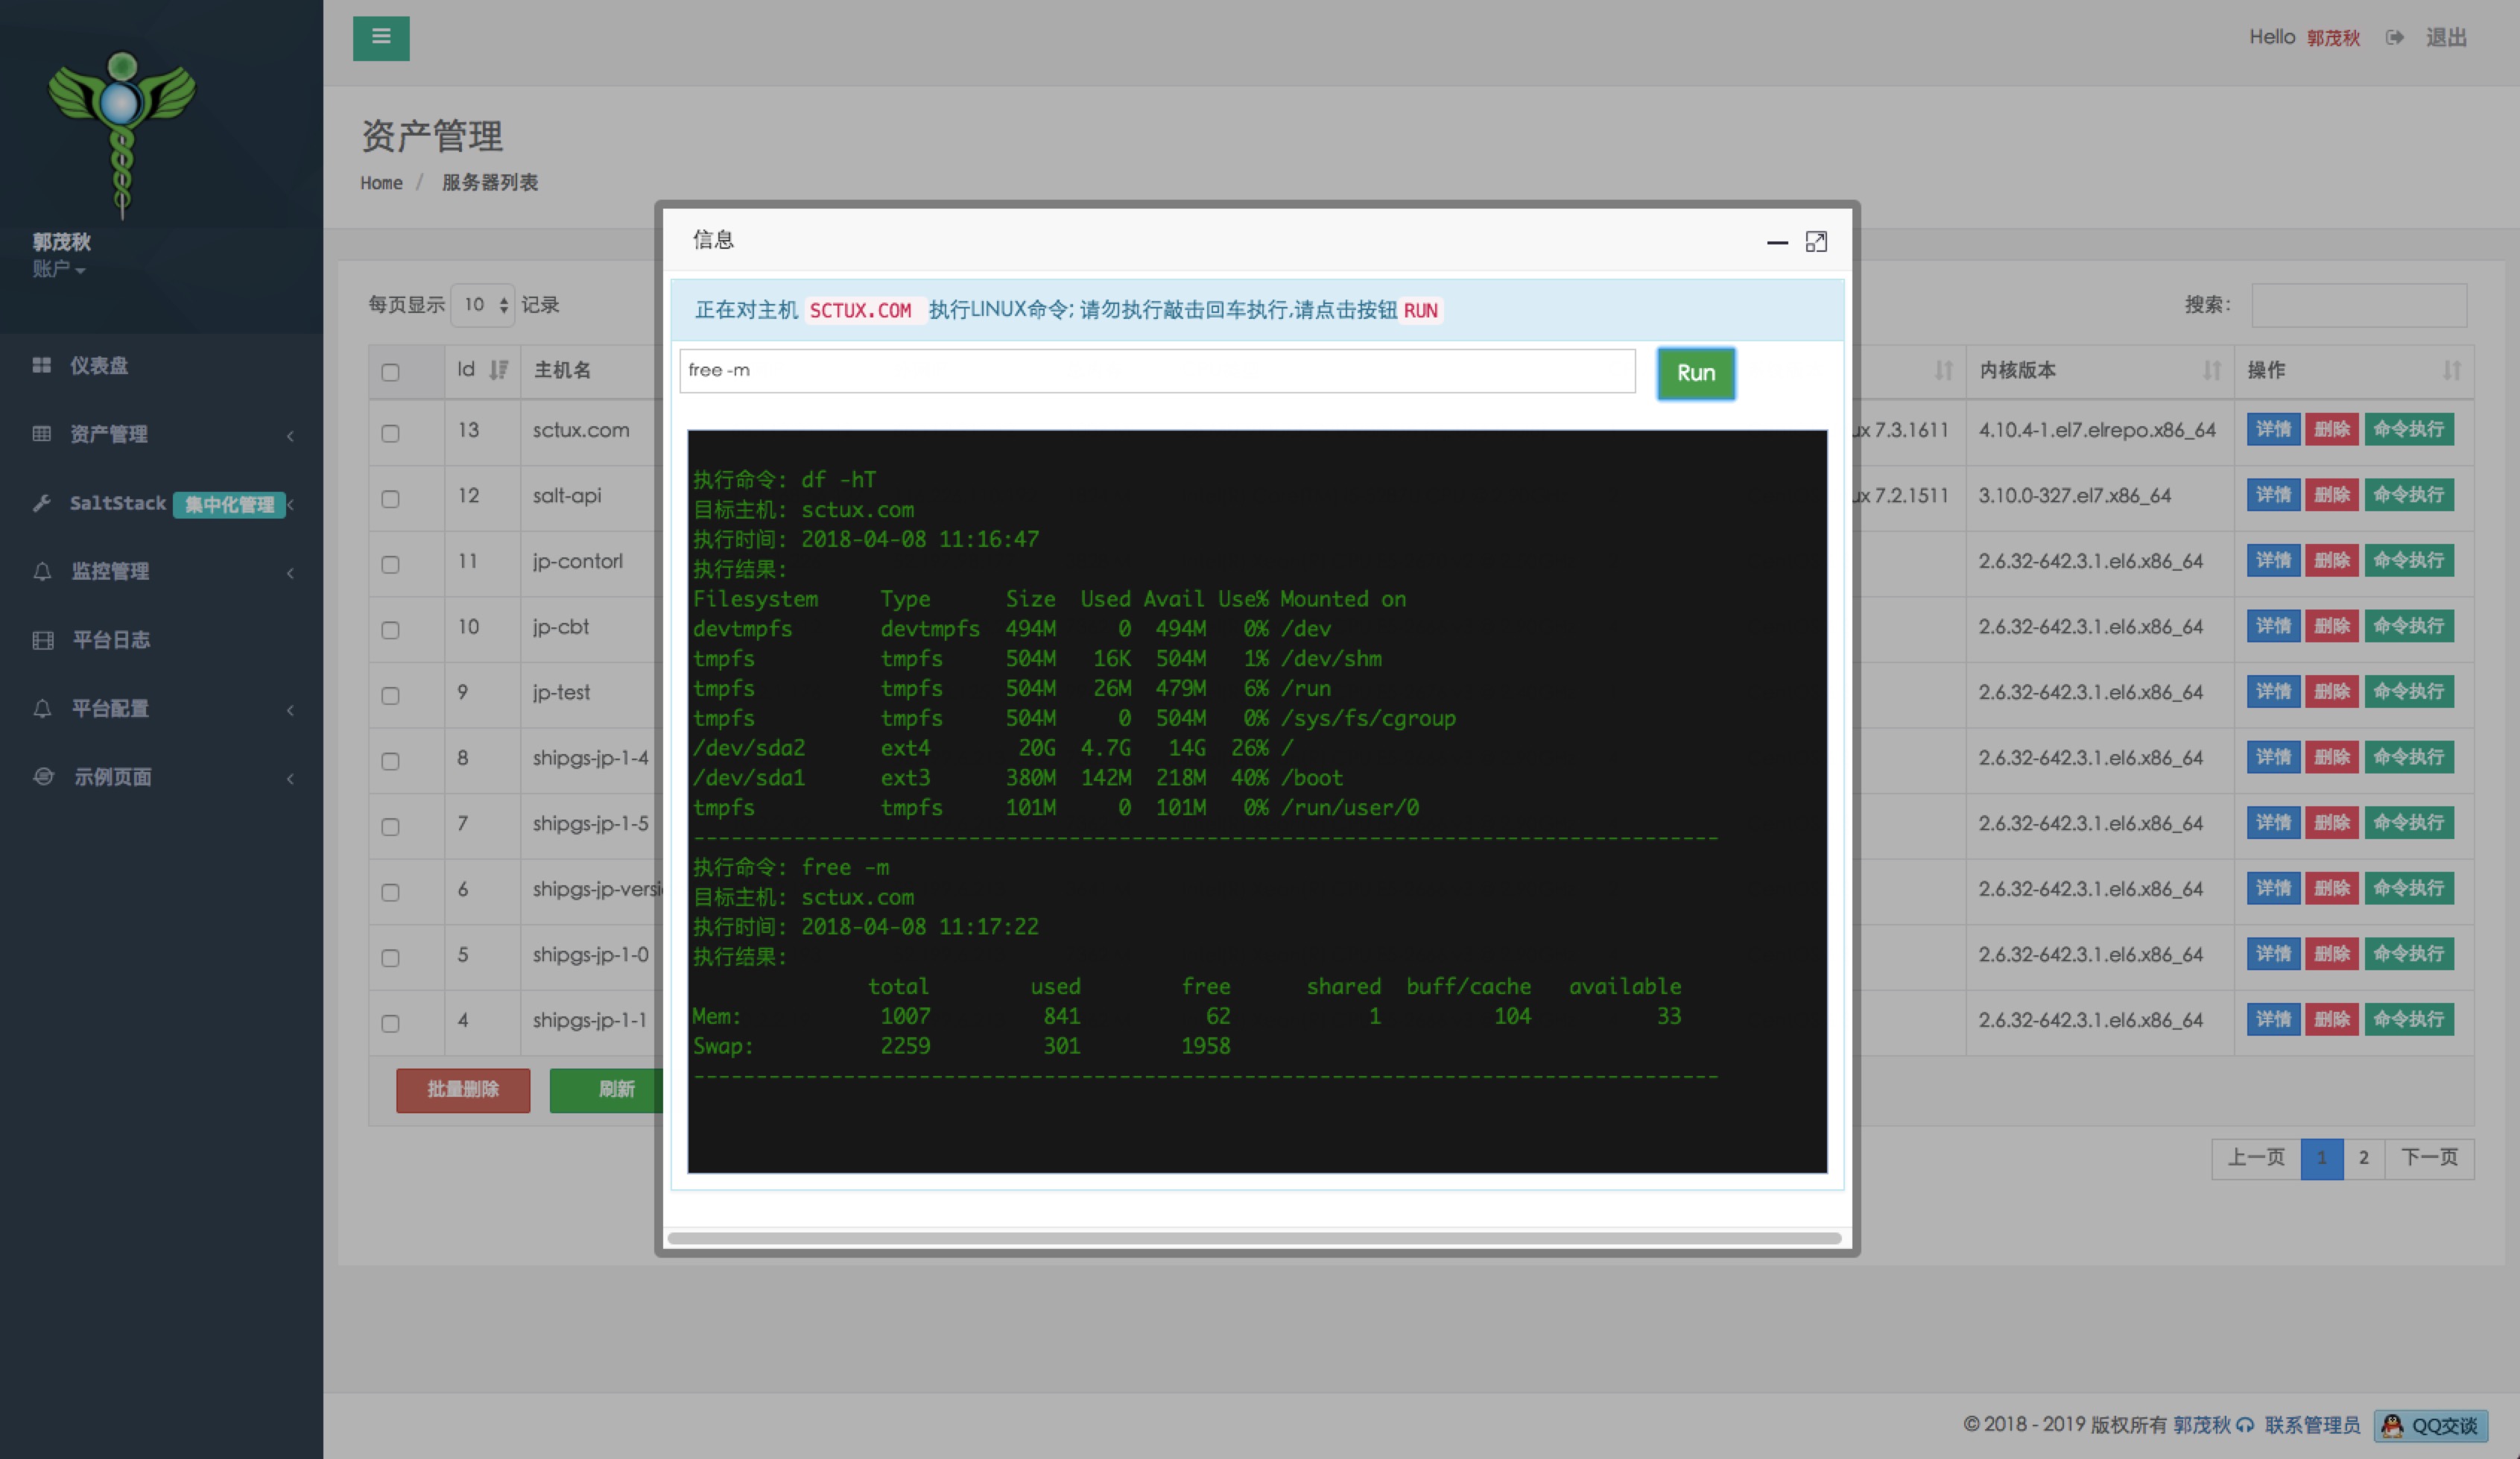 Hello 郭茂秋 退出
郭茂秋
账户
仪表盘
资产管理
SaltStack 集中化管理
监控管理
平台日志
平台配置
示例页面
资产管理
Home / 服务器列表
每页显示 10 记录
搜索:
Id 主机名 内核版本 操作
13 sctux.com ux 7.3.1611 4.10.4-1.el7.elrepo.x86_64 详情 删除 命令执行
12 salt-api ux 7.2.1511 3.10.0-327.el7.x86_64 详情 删除 命令执行
11 jp-contorl 2.6.32-642.3.1.el6.x86_64 详情 删除 命令执行
10 jp-cbt 2.6.32-642.3.1.el6.x86_64 详情 删除 命令执行
9 jp-test 2.6.32-642.3.1.el6.x86_64 详情 删除 命令执行
8 shipgs-jp-1-4 2.6.32-642.3.1.el6.x86_64 详情 删除 命令执行
7 shipgs-jp-1-5 2.6.32-642.3.1.el6.x86_64 详情 删除 命令执行
6 shipgs-jp-versi 2.6.32-642.3.1.el6.x86_64 详情 删除 命令执行
5 shipgs-jp-1-0 2.6.32-642.3.1.el6.x86_64 详情 删除 命令执行
4 shipgs-jp-1-1 2.6.32-642.3.1.el6.x86_64 详情 删除 命令执行
批量删除 刷新
上一页 1 2 下一页
信息
正在对主机 SCTUX.COM 执行LINUX命令; 请勿执行敲击回车执行,请点击按钮 RUN
free -m Run
执行命令: df -hT
目标主机: sctux.com
执行时间: 2018-04-08 11:16:47
执行结果:
Filesystem Type Size Used Avail Use% Mounted on
devtmpfs devtmpfs 494M 0 494M 0% /dev
tmpfs tmpfs 504M 16K 504M 1% /dev/shm
tmpfs tmpfs 504M 26M 479M 6% /run
tmpfs tmpfs 504M 0 504M 0% /sys/fs/cgroup
/dev/sda2 ext4 20G 4.7G 14G 26% /
/dev/sda1 ext3 380M 142M 218M 40% /boot
tmpfs tmpfs 101M 0 101M 0% /run/user/0
----------------------------------------------------------------------------------
执行命令: free -m
目标主机: sctux.com
执行时间: 2018-04-08 11:17:22
执行结果:
total used free shared buff/cache available
Mem: 1007 841 62 1 104 33
Swap: 2259 301 1958
----------------------------------------------------------------------------------
© 2018 - 2019 版权所有 郭茂秋 联系管理员 QQ交谈